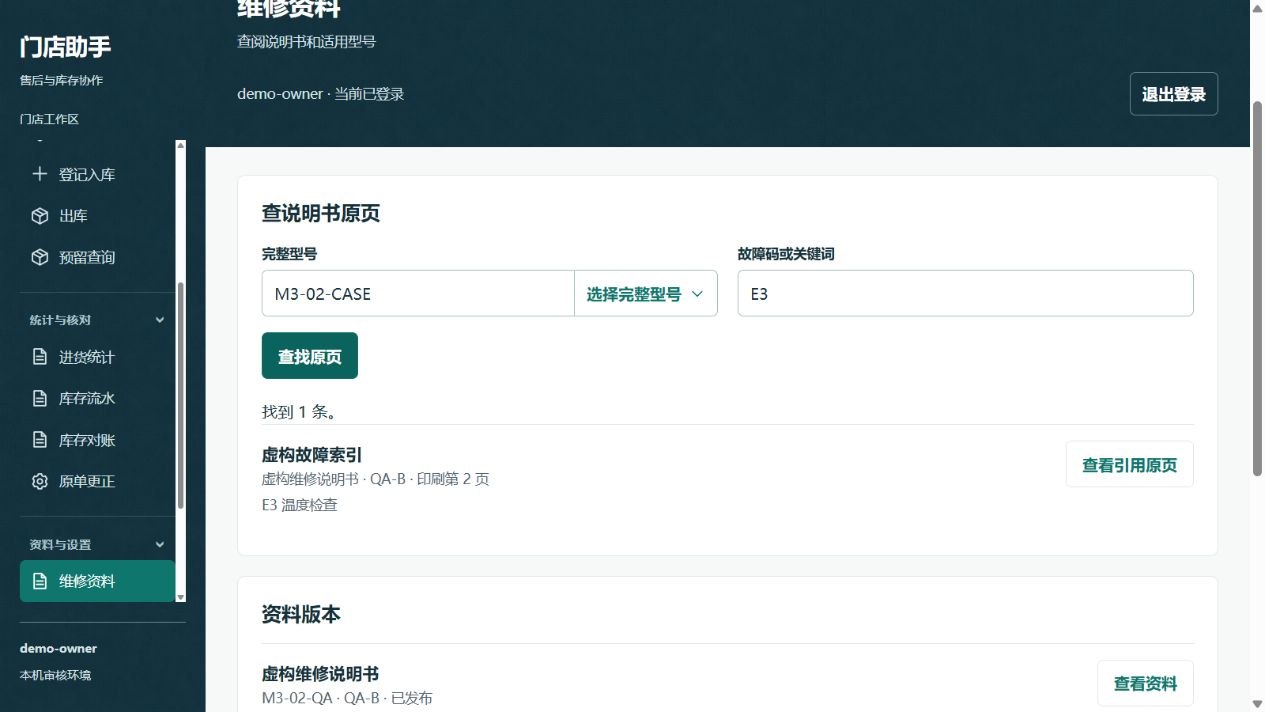 门店助手
售后与库存协作
门店工作区
登记入库
出库
预留查询
统计与核对
进货统计
库存流水
库存对账
原单更正
资料与设置
维修资料
demo-owner
本机审核环境
维修资料
查阅说明书和适用型号
demo-owner · 当前已登录
退出登录
查说明书原页
完整型号
故障码或关键词
M3-02-CASE
选择完整型号
E3
查找原页
找到 1 条。
虚构故障索引
虚构维修说明书 · QA-B · 印刷第 2 页
E3 温度检查
查看引用原页
资料版本
虚构维修说明书
M3-02-QA · QA-B · 已发布
查看资料